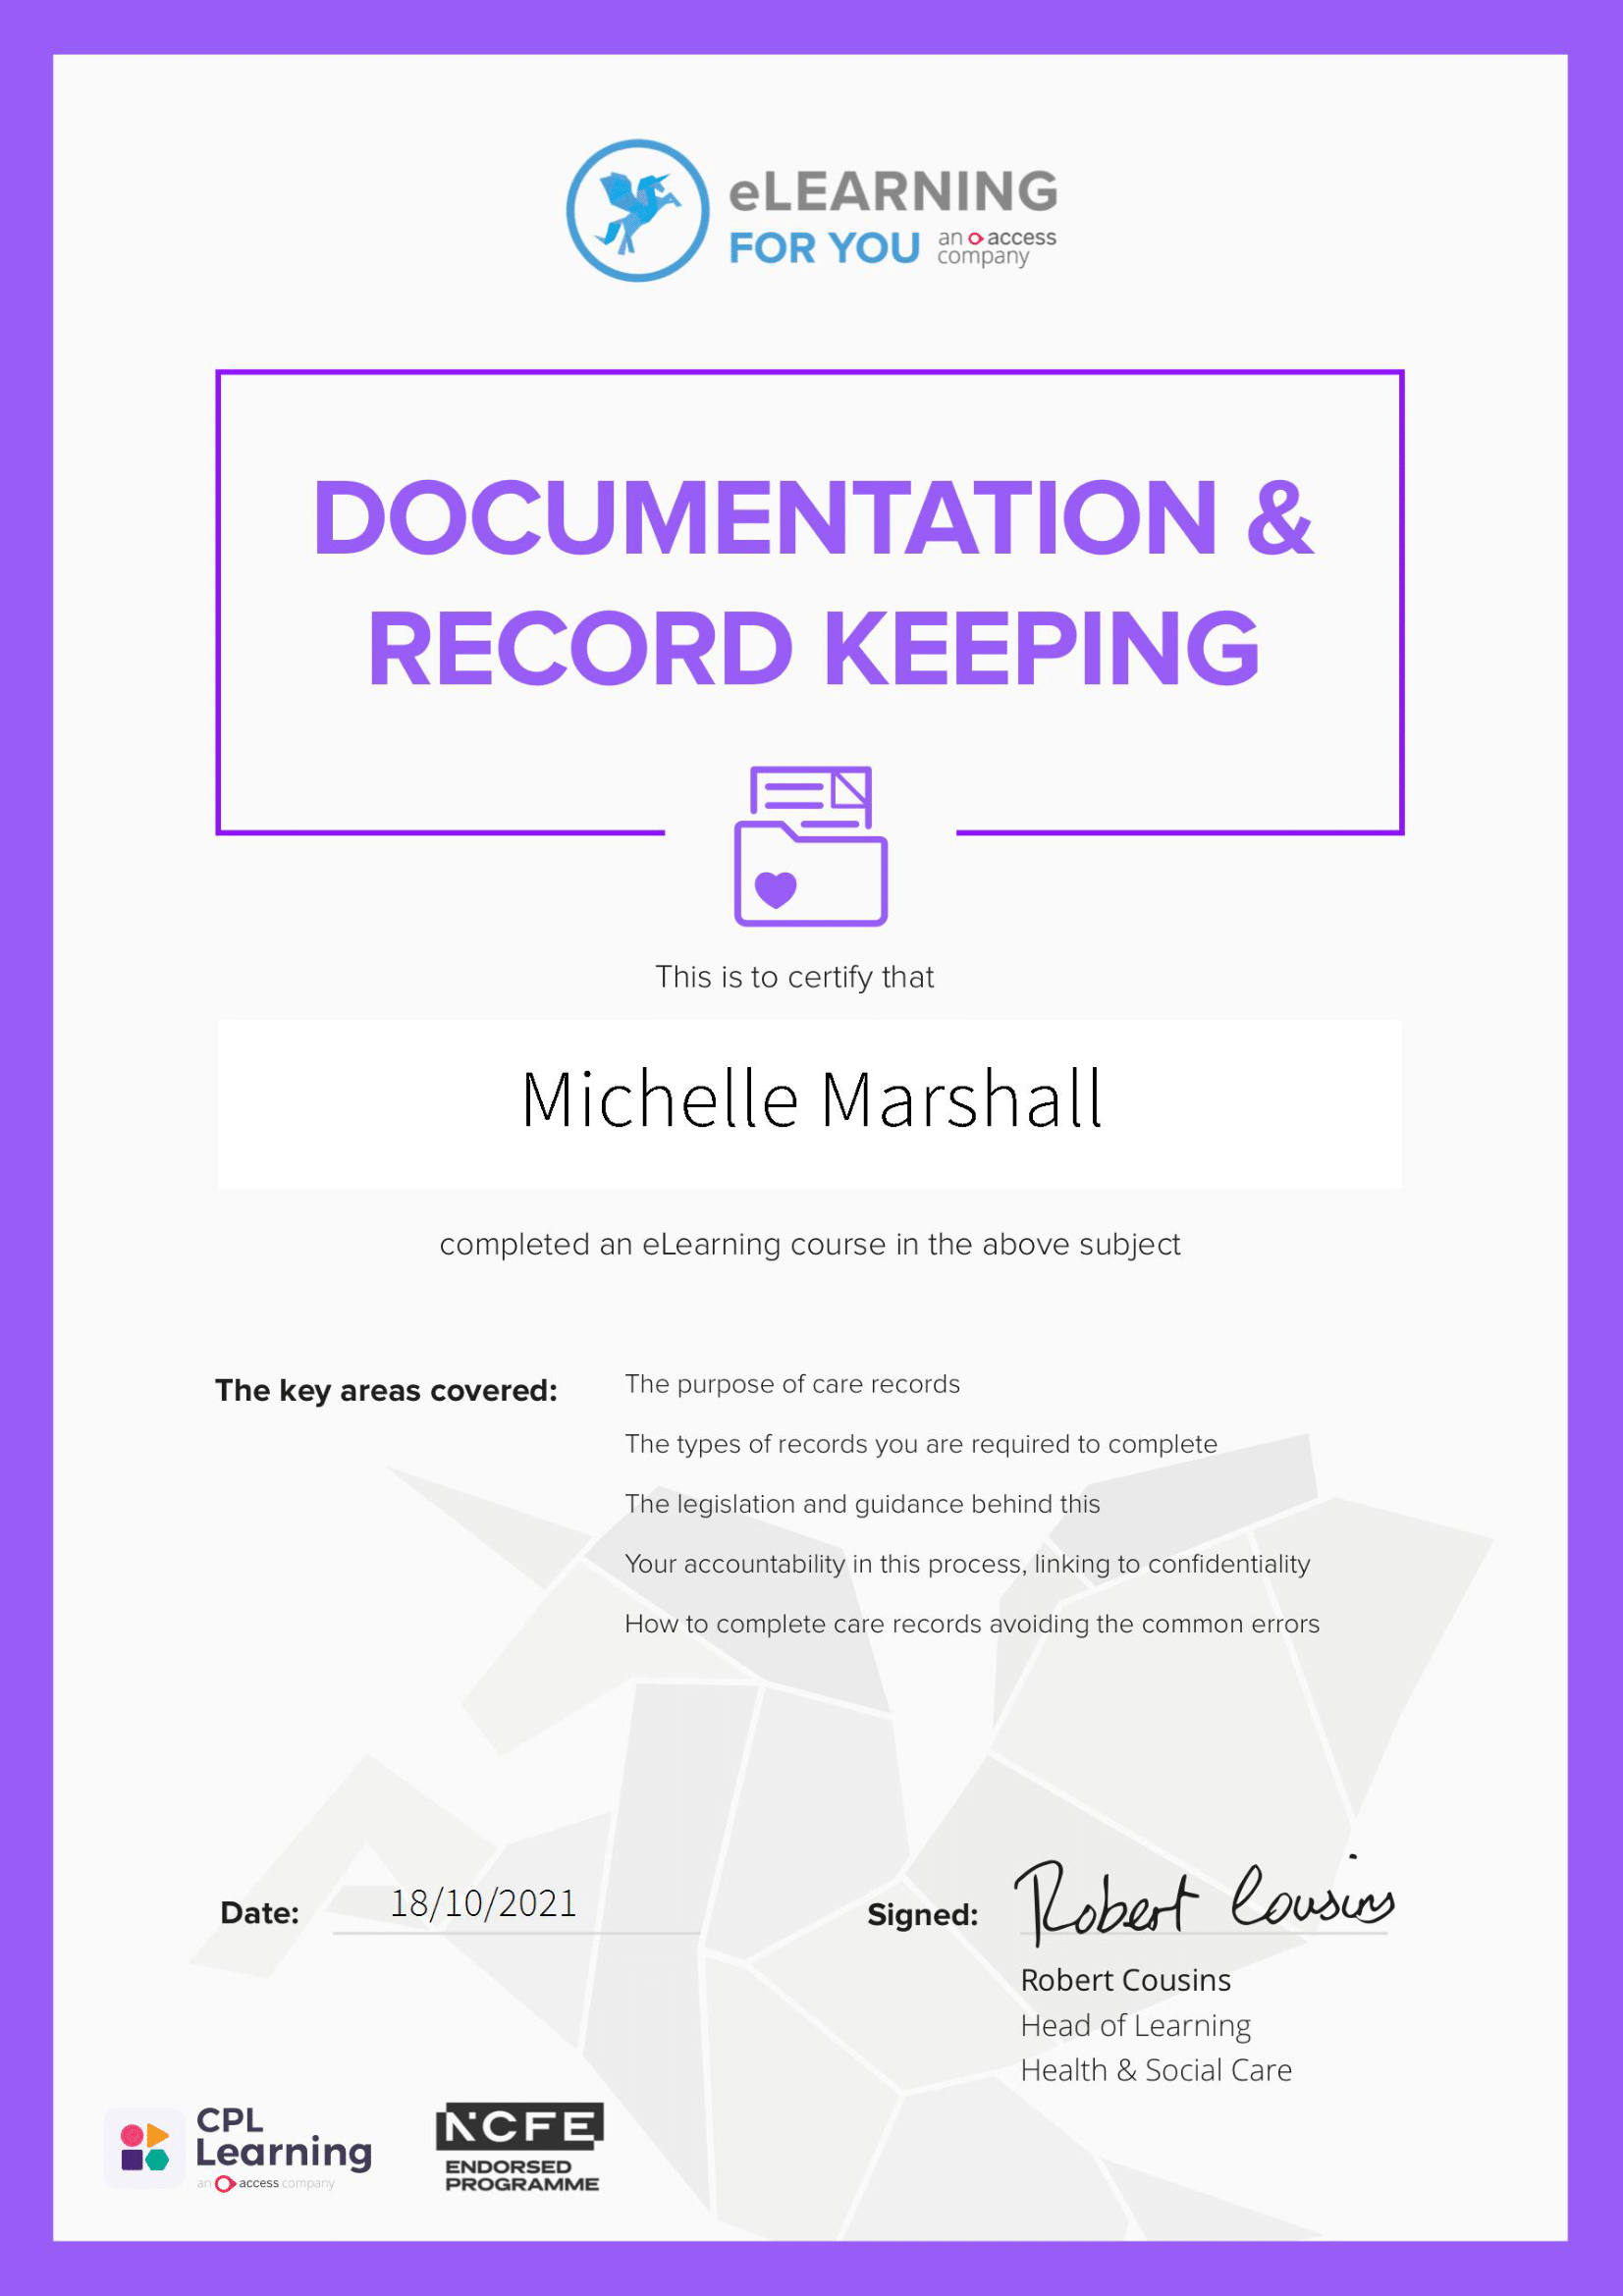 eLEARNING
FOR YOU an access company
DOCUMENTATION &
RECORD KEEPING
This is to certify that
Michelle Marshall
completed an eLearning course in the above subject
The key areas covered:
The purpose of care records
The types of records you are required to complete
The legislation and guidance behind this
Your accountability in this process, linking to confidentiality
How to complete care records avoiding the common errors
Date: 18/10/2021
Signed: Robert Cousins
Robert Cousins
Head of Learning
Health & Social Care
CPL
Learning
an access company
NCFE
ENDORSED
PROGRAMME